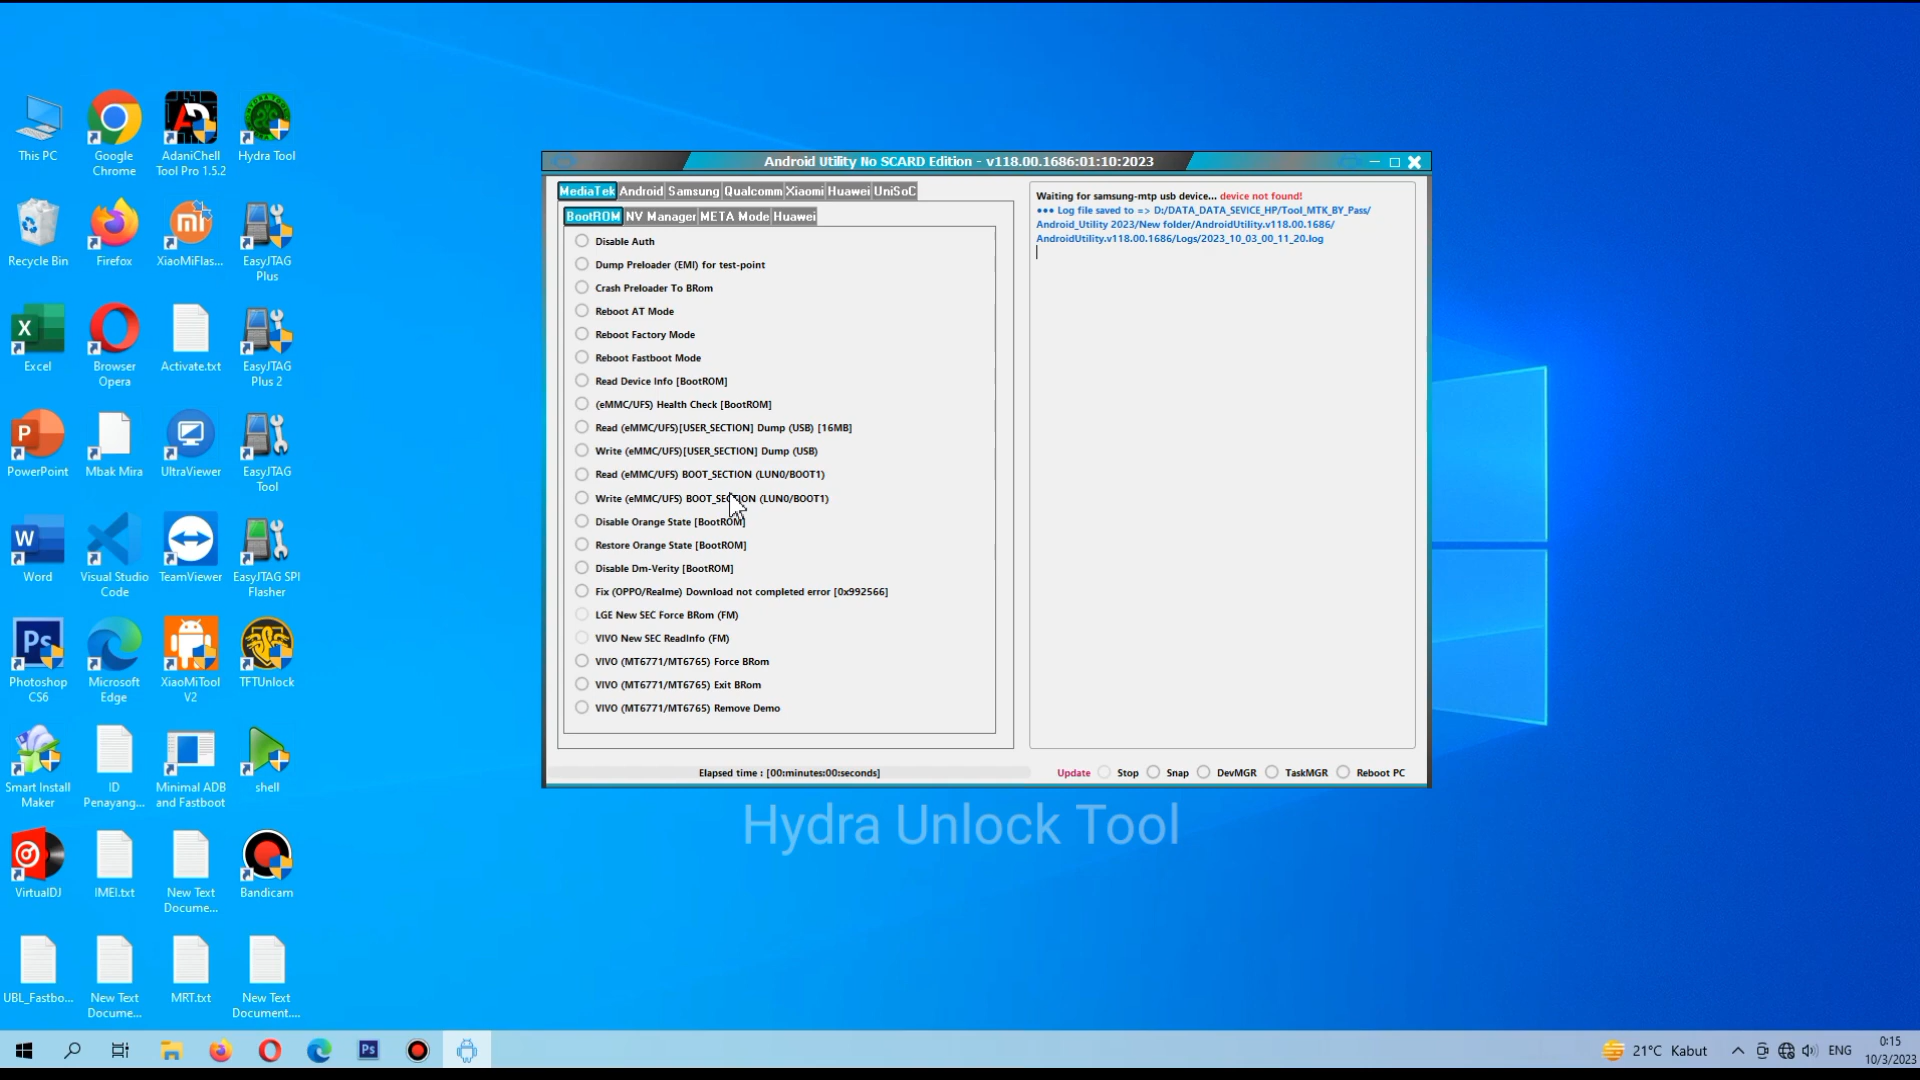 This PC
Google
Chrome
AdaniChell
Tool Pro 1.5.2
Hydra Tool
Recycle Bin
Firefox
XiaoMiFlas...
EasyJTAG
Plus
Excel
Browser
Opera
Activate.txt
EasyJTAG
Plus 2
PowerPoint
Mbak Mira
UltraViewer
EasyJTAG
Tool
Word
Visual Studio
Code
TeamViewer
EasyJTAG SPI
Flasher
Photoshop
CS6
Microsoft
Edge
XiaoMiTool
V2
TFTUnlock
Smart Install
Maker
ID
Penayang...
Minimal ADB
and Fastboot
shell
VirtualDJ
IMEI.txt
New Text
Docume...
Bandicam
UBL_Fastbo...
New Text
Docume...
MRT.txt
New Text
Document....
Android Utility No SCARD Edition - v118.00.1686:01:10:2023
MediaTek Android Samsung Qualcomm Xiaomi Huawei UniSoC
BootROM NV Manager META Mode Huawei
Disable Auth
Dump Preloader (EMI) for test-point
Crash Preloader To BRom
Reboot AT Mode
Reboot Factory Mode
Reboot Fastboot Mode
Read Device Info [BootROM]
(eMMC/UFS) Health Check [BootROM]
Read (eMMC/UFS)[USER_SECTION] Dump (USB) [16MB]
Write (eMMC/UFS)[USER_SECTION] Dump (USB)
Read (eMMC/UFS) BOOT_SECTION (LUN0/BOOT1)
Write (eMMC/UFS) BOOT_SECTION (LUN0/BOOT1)
Disable Orange State [BootROM]
Restore Orange State [BootROM]
Disable Dm-Verity [BootROM]
Fix (OPPO/Realme) Download not completed error [0x992566]
LGE New SEC Force BRom (FM)
VIVO New SEC ReadInfo (FM)
VIVO (MT6771/MT6765) Force BRom
VIVO (MT6771/MT6765) Exit BRom
VIVO (MT6771/MT6765) Remove Demo
Waiting for samsung-mtp usb device... device not found!
••• Log file saved to => D:/DATA_DATA_SEVICE_HP/Tool_MTK_BY_Pass/
Android_Utility 2023/New folder/AndroidUtility.v118.00.1686/
AndroidUtility.v118.00.1686/Logs/2023_10_03_00_11_20.log
Elapsed time : [00:minutes:00:seconds]
Update Stop Snap DevMGR TaskMGR Reboot PC
Hydra Unlock Tool
21°C Kabut
ENG
0:15
10/3/2023